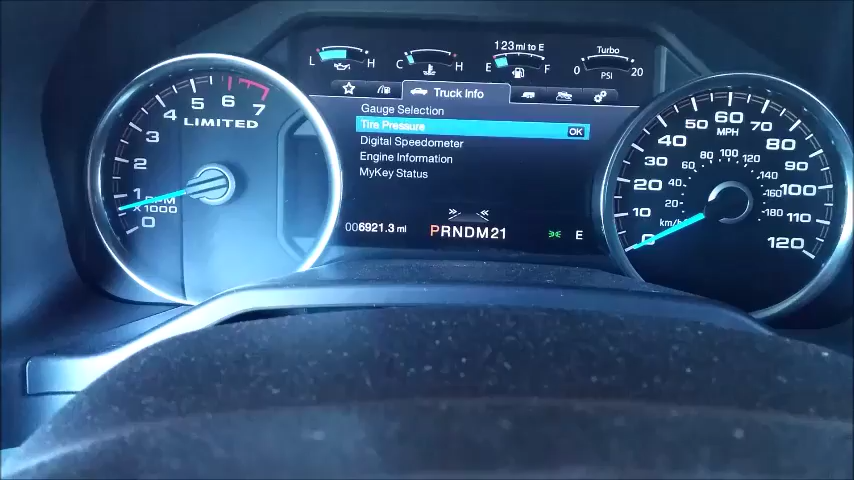 123 mi to E
Turbo
L H C H E F 0 PSI 20
Truck Info
Gauge Selection
Tire Pressure OK
Digital Speedometer
Engine Information
MyKey Status
006921.3 mi
PRNDM21
E
0 1 2 3 4 5 6 7
LIMITED
RPM
X1000
0 10 20 30 40 50 60 70 80 90 100 110 120
MPH
20 40 60 80 100 120 140 160 180
km/h